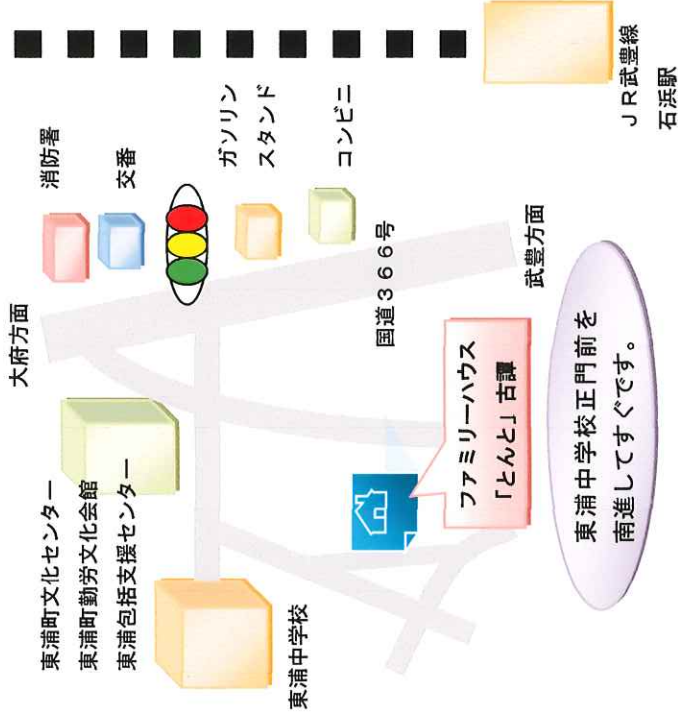 大府方面
消防署
交番
ガソリン
スタンド
コンビニ
東浦町文化センター
東浦町勤労文化会館
東浦包括支援センター
東浦中学校
国道366号
武豊方面
ファミリーハウス
「とんと」古譚
東浦中学校正門前を
南進してすぐです。
JR武豊線
石浜駅